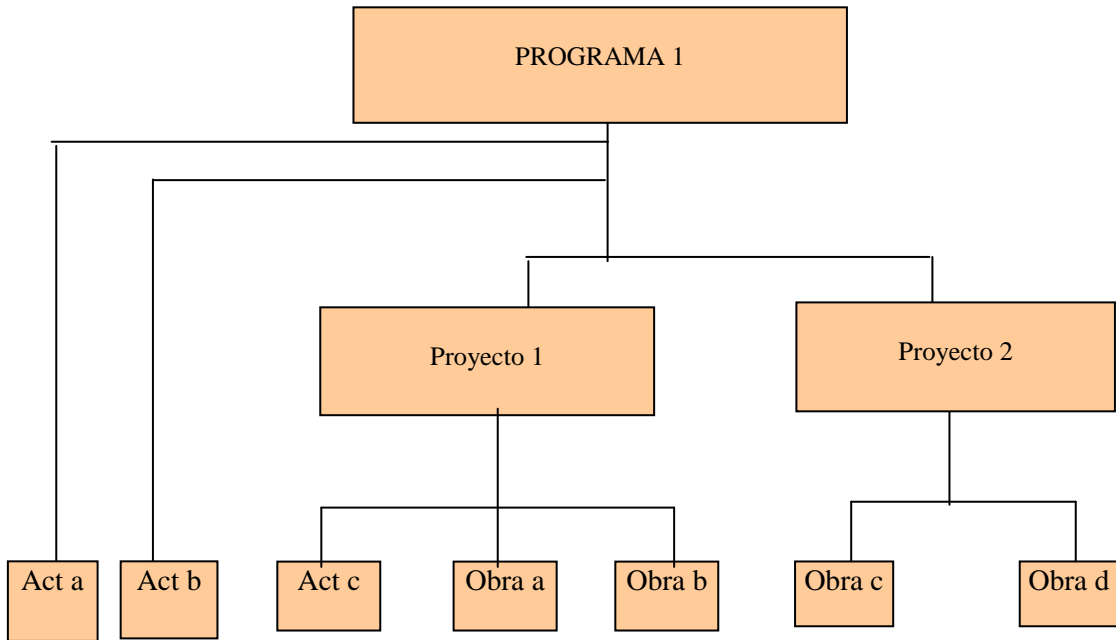 PROGRAMA 1
Proyecto 1
Proyecto 2
Act a
Act b
Act c
Obra a
Obra b
Obra c
Obra d